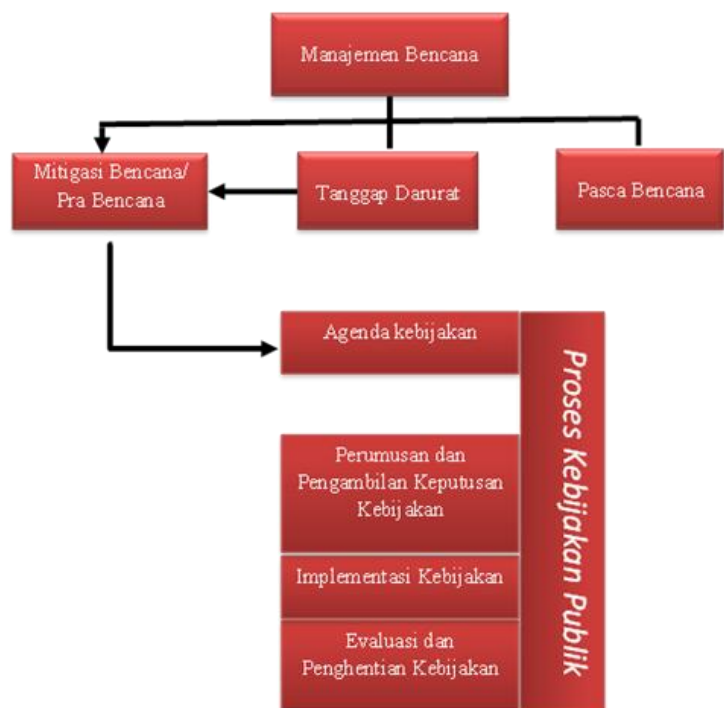 Manajemen Bencana
Mitigasi Bencana/
Pra Bencana
Tanggap Darurat
Pasca Bencana
Agenda kebijakan
Perumusan dan
Pengambilan Keputusan
Kebijakan
Implementasi Kebijakan
Evaluasi dan
Penghentian Kebijakan
Proses Kebijakan Publik